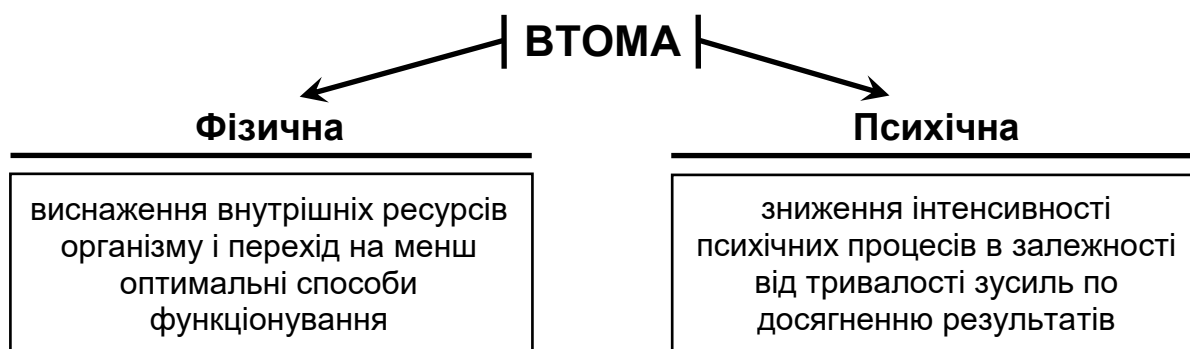 ВТОМА
Фізична
Психічна
виснаження внутрішніх ресурсів
організму і перехід на менш
оптимальні способи
функціонування
зниження інтенсивності
психічних процесів в залежності
від тривалості зусиль по
досягненню результатів